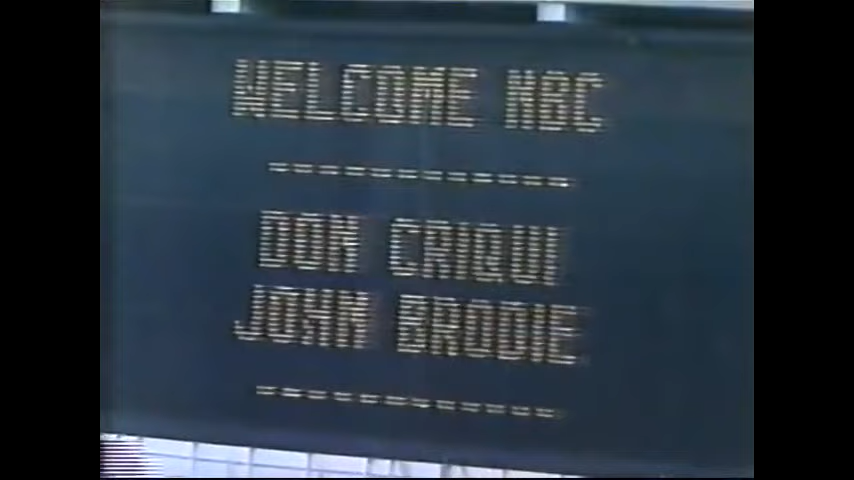 WELCOME NBC
------------
DON CRIQUI
JOHN BRODIE
------------